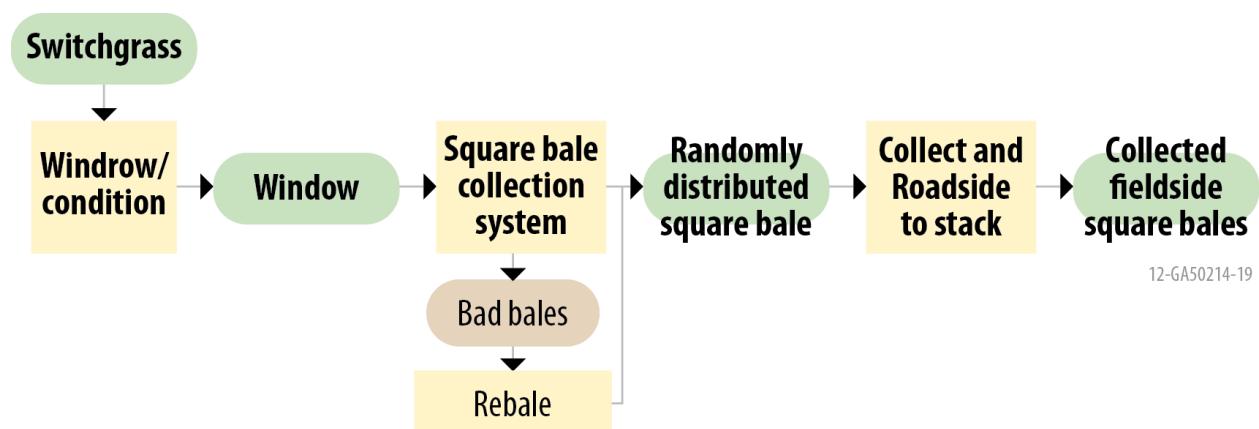 Switchgrass
Windrow/
condition
Window
Square bale
collection
system
Bad bales
Rebale
Randomly
distributed
square bale
Collect and
Roadside
to stack
Collected
fieldside
square bales
12-GA50214-19